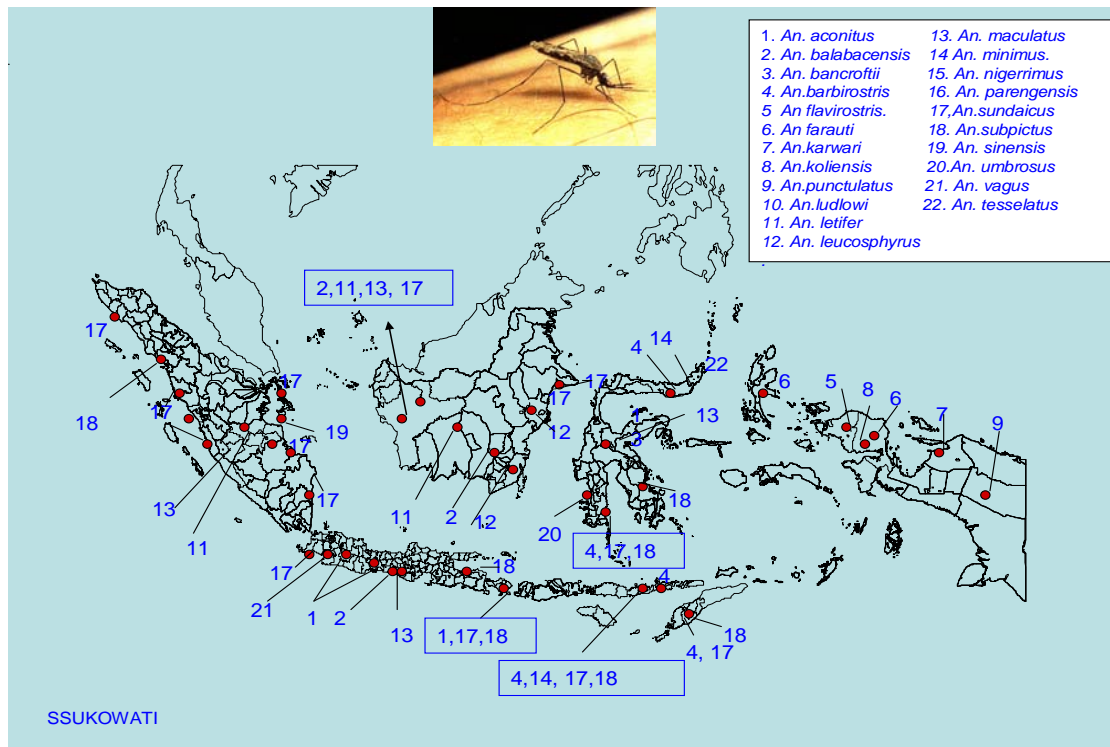 1. An. aconitus
2. An. balabacensis
3. An. bancroftii
4. An.barbirostris
5 An flavirostris.
6 An farauti
7. An.karwari
8. An.koliensis
9. An.punctulatus
10. An.ludlowi
11. An. letifer
12. An. leucosphyrus
13. An. maculatus
14 An. minimus.
15. An. nigerrimus
16. An. parengensis
17,An.sundaicus
18. An.subpictus
19. An. sinensis
20.An. umbrosus
21. An. vagus
22. An. tesselatus
2,11,13, 17
17
14
4
22
17
17
6
5
8
6
7
9
18
17
19
17
12
1
13
3
18
17
13
17
11
11
2
12
20
18
4,17,18
17
21
1
2
13
18
1,17,18
4
18
4, 17
4,14, 17,18
SSUKOWATI